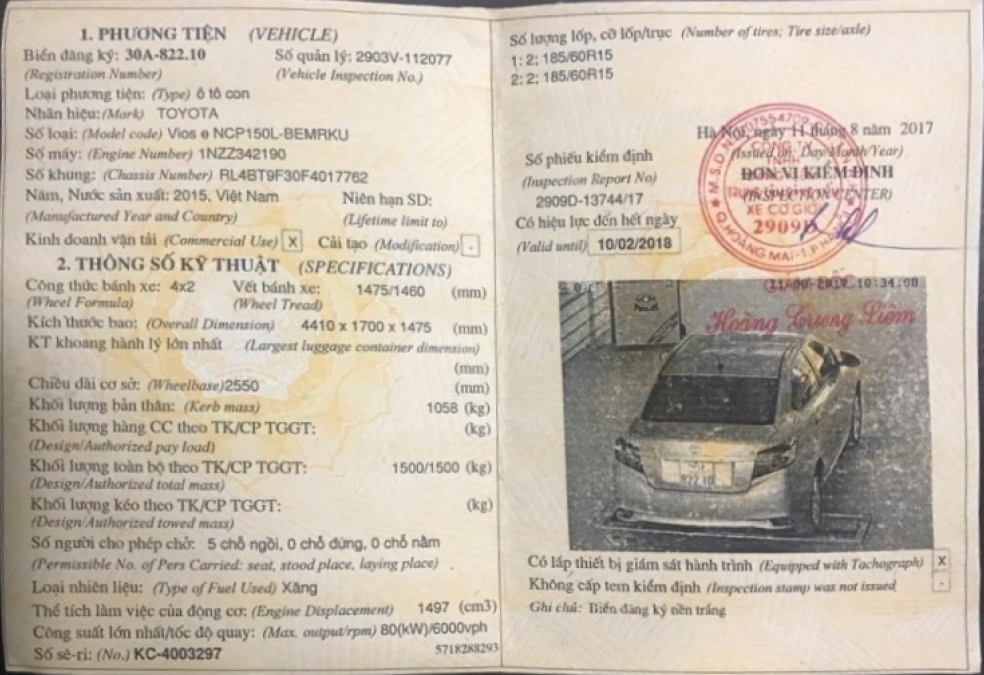 1. PHƯƠNG TIỆN (VEHICLE)
Biển đăng ký: 30A-822.10 Số quản lý: 2903V-112077
(Registration Number) (Vehicle Inspection No.)
Loại phương tiện: (Type) ô tô con
Nhãn hiệu: (Mark) TOYOTA
Số loại: (Model code) Vios e NCP150L-BEMRKU
Số máy: (Engine Number) 1NZZ342190
Số khung: (Chassis Number) RL4BT9F30F4017762
Năm, Nước sản xuất: 2015, Việt Nam Niên hạn SD:
(Manufactured Year and Country) (Lifetime limit to)
Kinh doanh vận tải (Commercial Use) X Cải tạo (Modification) -
2. THÔNG SỐ KỸ THUẬT (SPECIFICATIONS)
Công thức bánh xe: 4x2 Vết bánh xe: 1475/1460 (mm)
(Wheel Formula) (Wheel Tread)
Kích thước bao: (Overall Dimension) 4410 x 1700 x 1475 (mm)
KT khoang hành lý lớn nhất (Largest luggage container dimension)
(mm)
Chiều dài cơ sở: (Wheelbase)2550 (mm)
Khối lượng bản thân: (Kerb mass) 1058 (kg)
Khối lượng hàng CC theo TK/CP TGGT: (kg)
(Design/Authorized pay load)
Khối lượng toàn bộ theo TK/CP TGGT: 1500/1500 (kg)
(Design/Authorized total mass)
Khối lượng kéo theo TK/CP TGGT: (kg)
(Design/Authorized towed mass)
Số người cho phép chở: 5 chỗ ngồi, 0 chỗ đứng, 0 chỗ nằm
(Permissible No. of Pers Carried: seat, stood place, laying place)
Loại nhiên liệu: (Type of Fuel Used) Xăng
Thể tích làm việc của động cơ: (Engine Displacement) 1497 (cm3)
Công suất lớn nhất/tốc độ quay: (Max. output/rpm) 80(kW)/6000vph
Số sê-ri: (No.) KC-4003297 5718288293
Số lượng lốp, cỡ lốp/trục (Number of tires; Tire size/axle)
1: 2; 185/60R15
2: 2; 185/60R15
Hà Nội, ngày 11 tháng 8 năm 2017
(Issued on: Day/Month/Year)
Số phiếu kiểm định ĐƠN VỊ KIỂM ĐỊNH
(Inspection Report No) (INSPECTION CENTER)
2909D-13744/17
CÔNG TY
TNHH
XE CƠ GIỚI
2909
Q.HOÀNG MAI-T.P
Có hiệu lực đến hết ngày
(Valid until) 10/02/2018
10:34:08
Hoàng Trung Liêm
822.10
Có lắp thiết bị giám sát hành trình (Equipped with Tachograph) X
Không cấp tem kiểm định (Inspection stamp was not issued -
Ghi chú: Biển đăng ký nền trắng